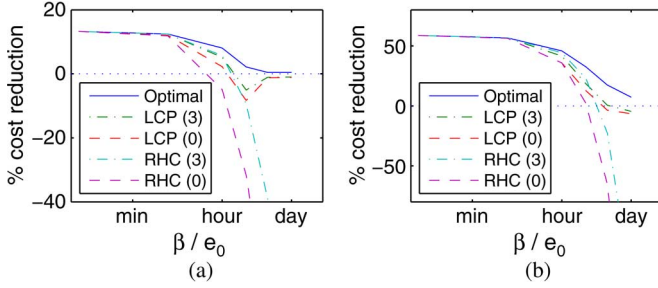 20
10
0
-20
-40
% cost reduction
Optimal
LCP (3)
LCP (0)
RHC (3)
RHC (0)
min hour day
β / e₀
(a)
50
0
-50
% cost reduction
Optimal
LCP (3)
LCP (0)
RHC (3)
RHC (0)
min hour day
β / e₀
(b)